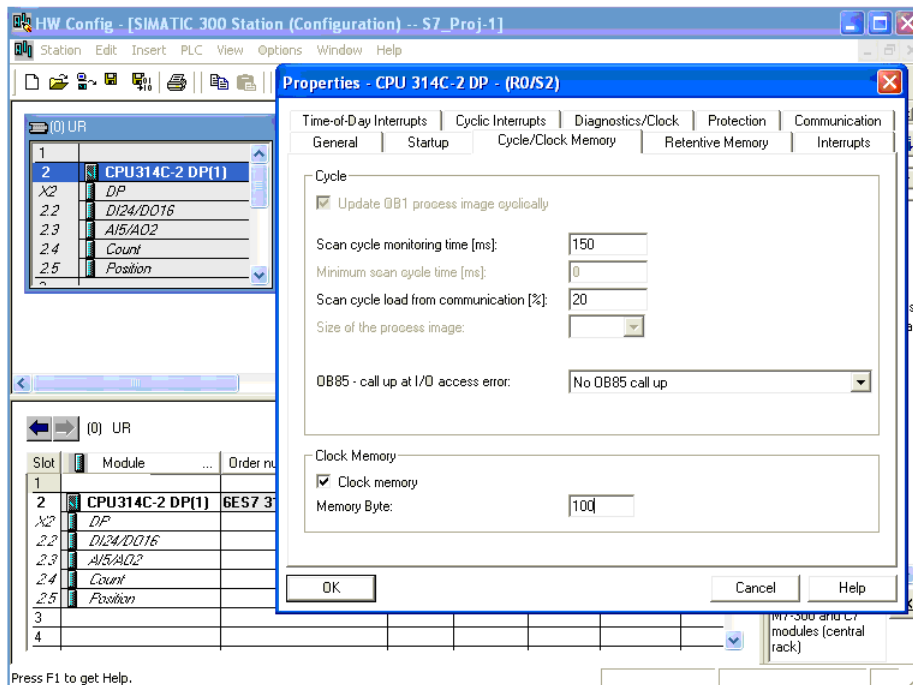 HW Config - [SIMATIC 300 Station (Configuration) -- S7_Proj-1]
Station Edit Insert PLC View Options Window Help
Properties - CPU 314C-2 DP - (R0/S2)
Time-of-Day Interrupts Cyclic Interrupts Diagnostics/Clock Protection Communication
General Startup Cycle/Clock Memory Retentive Memory Interrupts
(0) UR
1
2 CPU314C-2 DP(1)
X2 DP
2.2 DI24/DO16
2.3 AI5/AO2
2.4 Count
2.5 Position
Cycle
Update OB1 process image cyclically
Scan cycle monitoring time [ms]: 150
Minimum scan cycle time [ms]: 0
Scan cycle load from communication [%]: 20
Size of the process image:
OB85 - call up at I/O access error: No OB85 call up
Clock Memory
Clock memory
Memory Byte: 100
OK Cancel Help
(0) UR
Slot Module ... Order nu
1
2 CPU314C-2 DP(1) 6ES7 3
X2 DP
2.2 DI24/DO16
2.3 AI5/AO2
2.4 Count
2.5 Position
3
4
M7-300 and C7
modules (central
rack)
Press F1 to get Help.